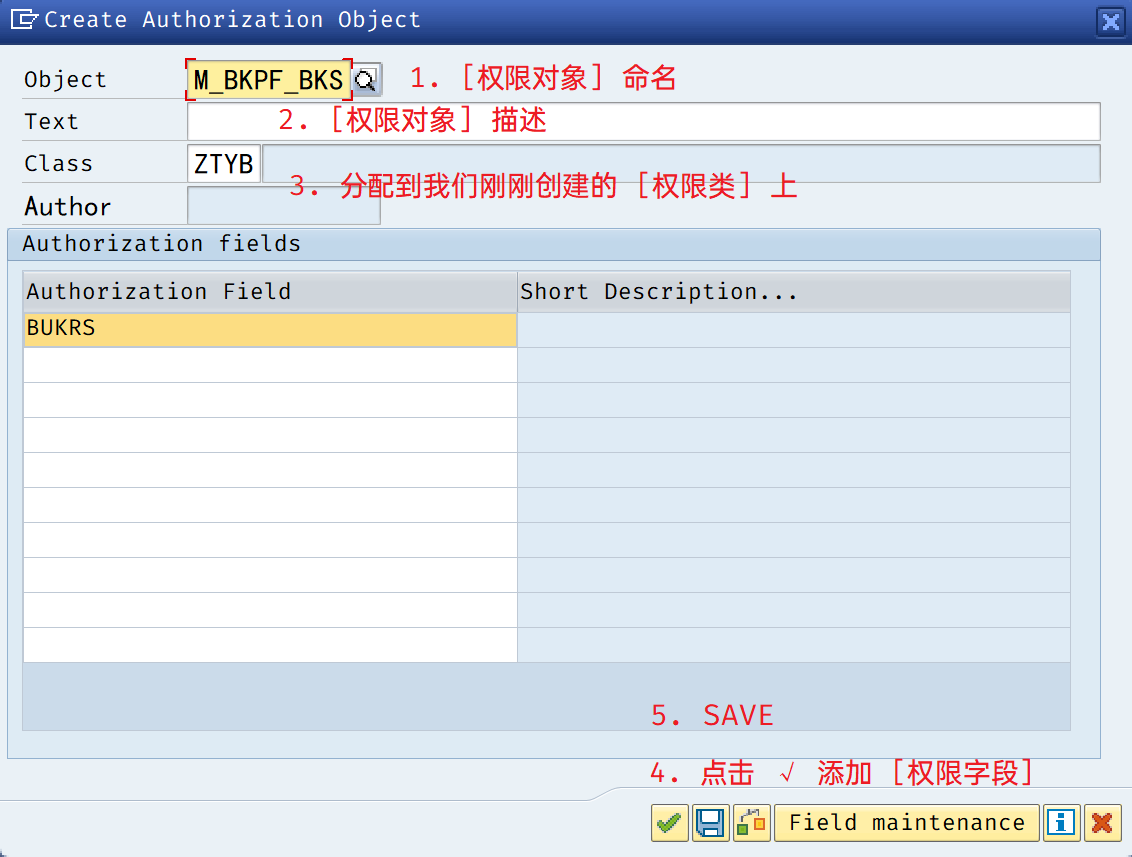 Create Authorization Object
Object M_BKPF_BKS 1. [权限对象] 命名
Text 2. [权限对象] 描述
Class ZTYB
3. 分配到我们刚刚创建的 [权限类] 上
Author
Authorization fields
Authorization Field Short Description...
BUKRS
5. SAVE
4. 点击 √ 添加 [权限字段]
Field maintenance